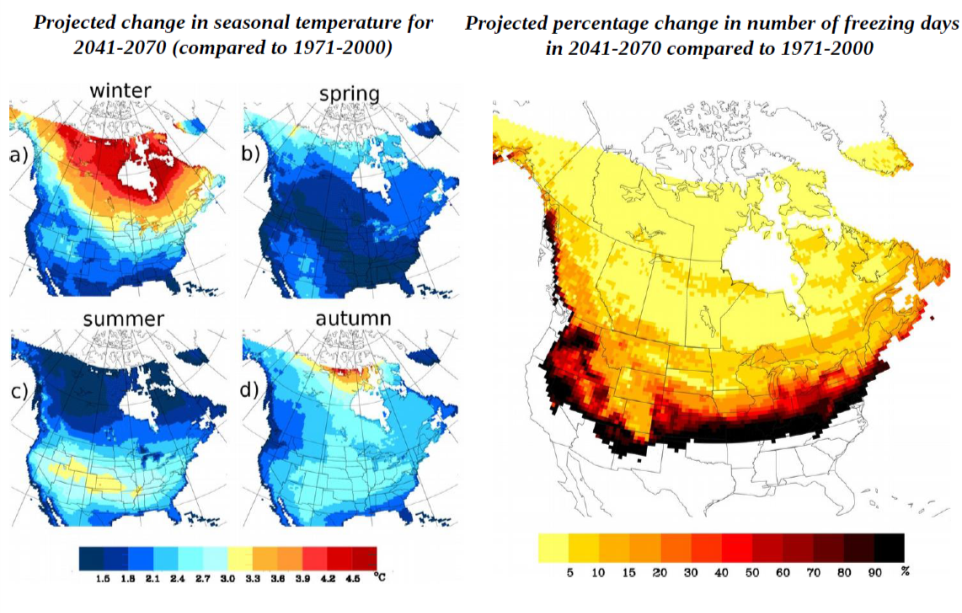 Projected change in seasonal temperature for
2041-2070 (compared to 1971-2000)
Projected percentage change in number of freezing days
in 2041-2070 compared to 1971-2000
winter
spring
a)
b)
summer
autumn
c)
d)
1.5 1.8 2.1 2.4 2.7 3.0 3.3 3.6 3.9 4.2 4.5 °C
5 10 15 20 30 40 50 60 70 80 90 %